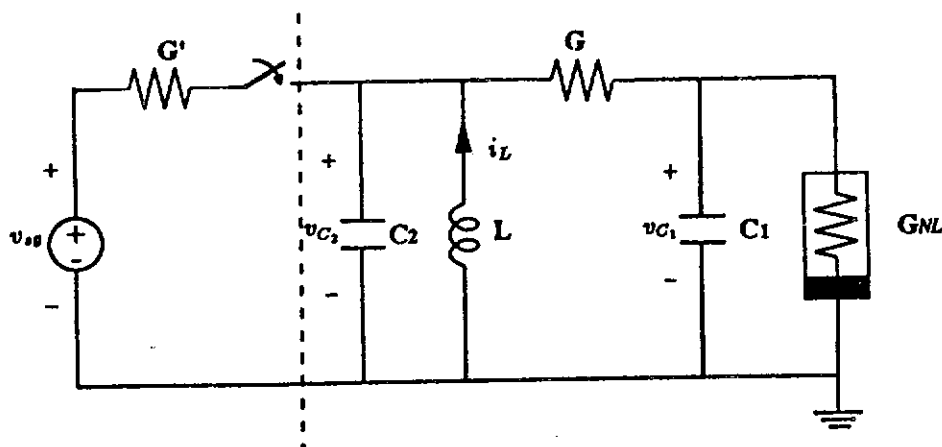 G'
G
+
i_L
+
+
v_sg
+
-
v_C₂
C2
L
v_C₁
C1
G_NL
-
-
-